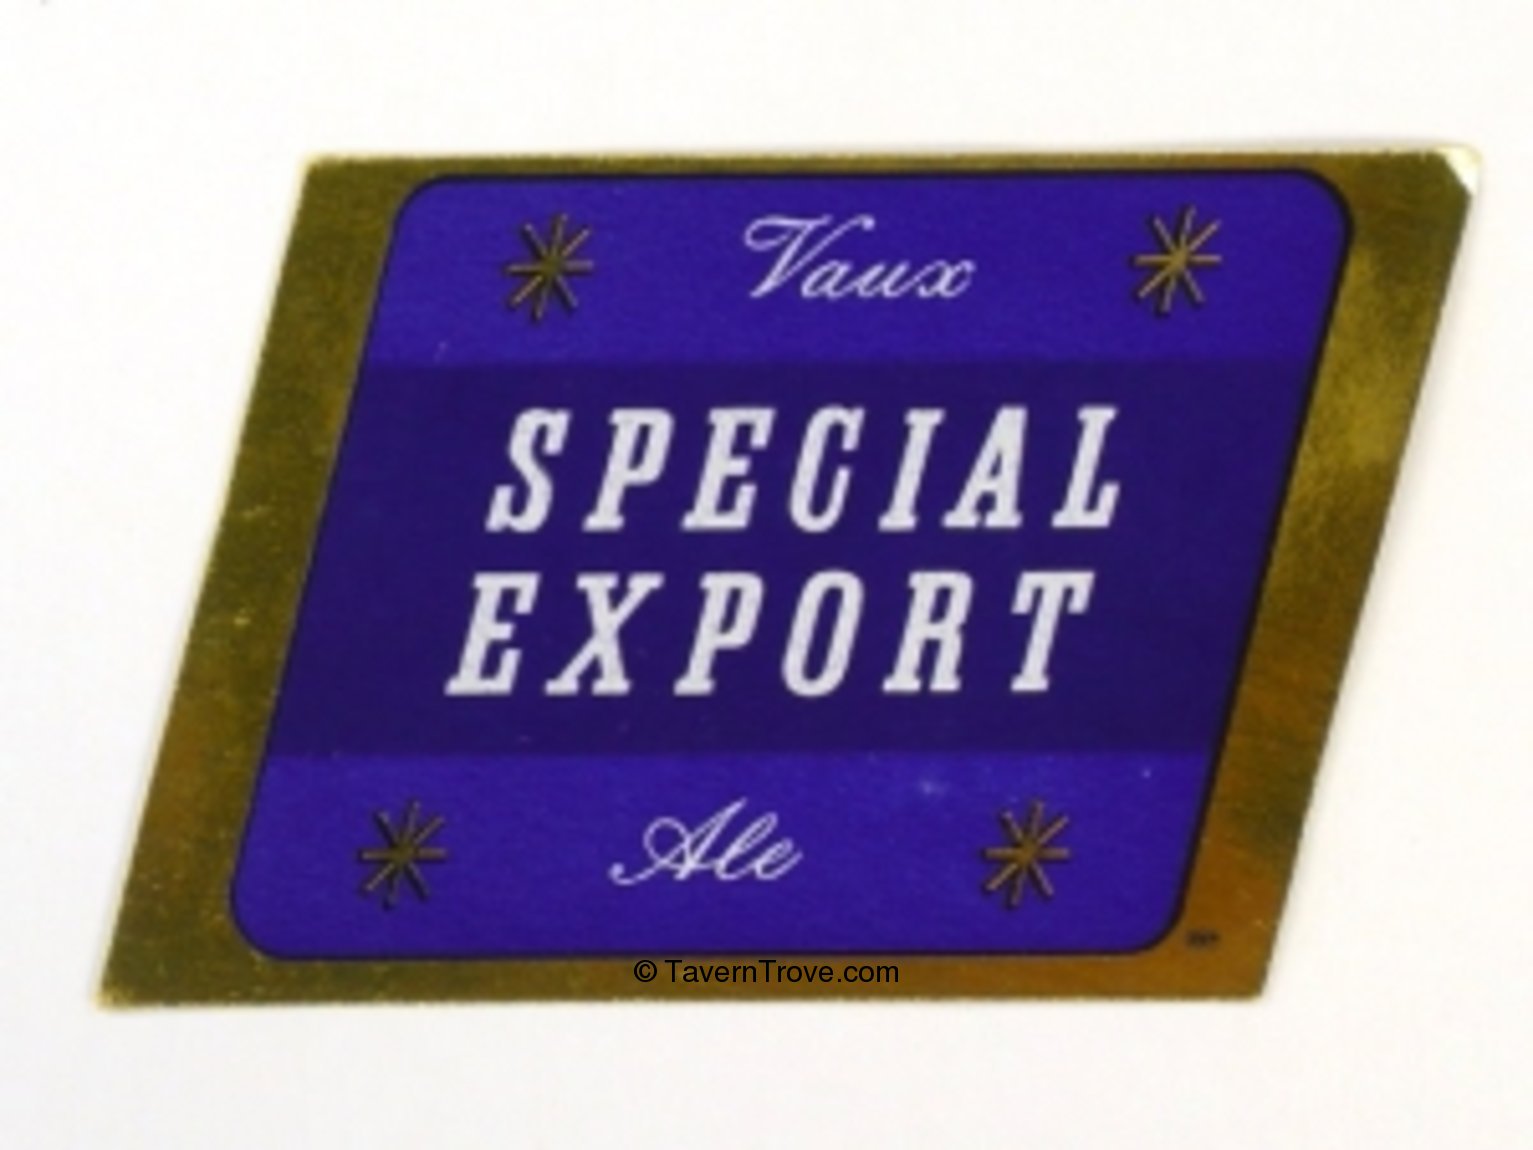 Vaux
SPECIAL
EXPORT
Ale
© TavernTrove.com